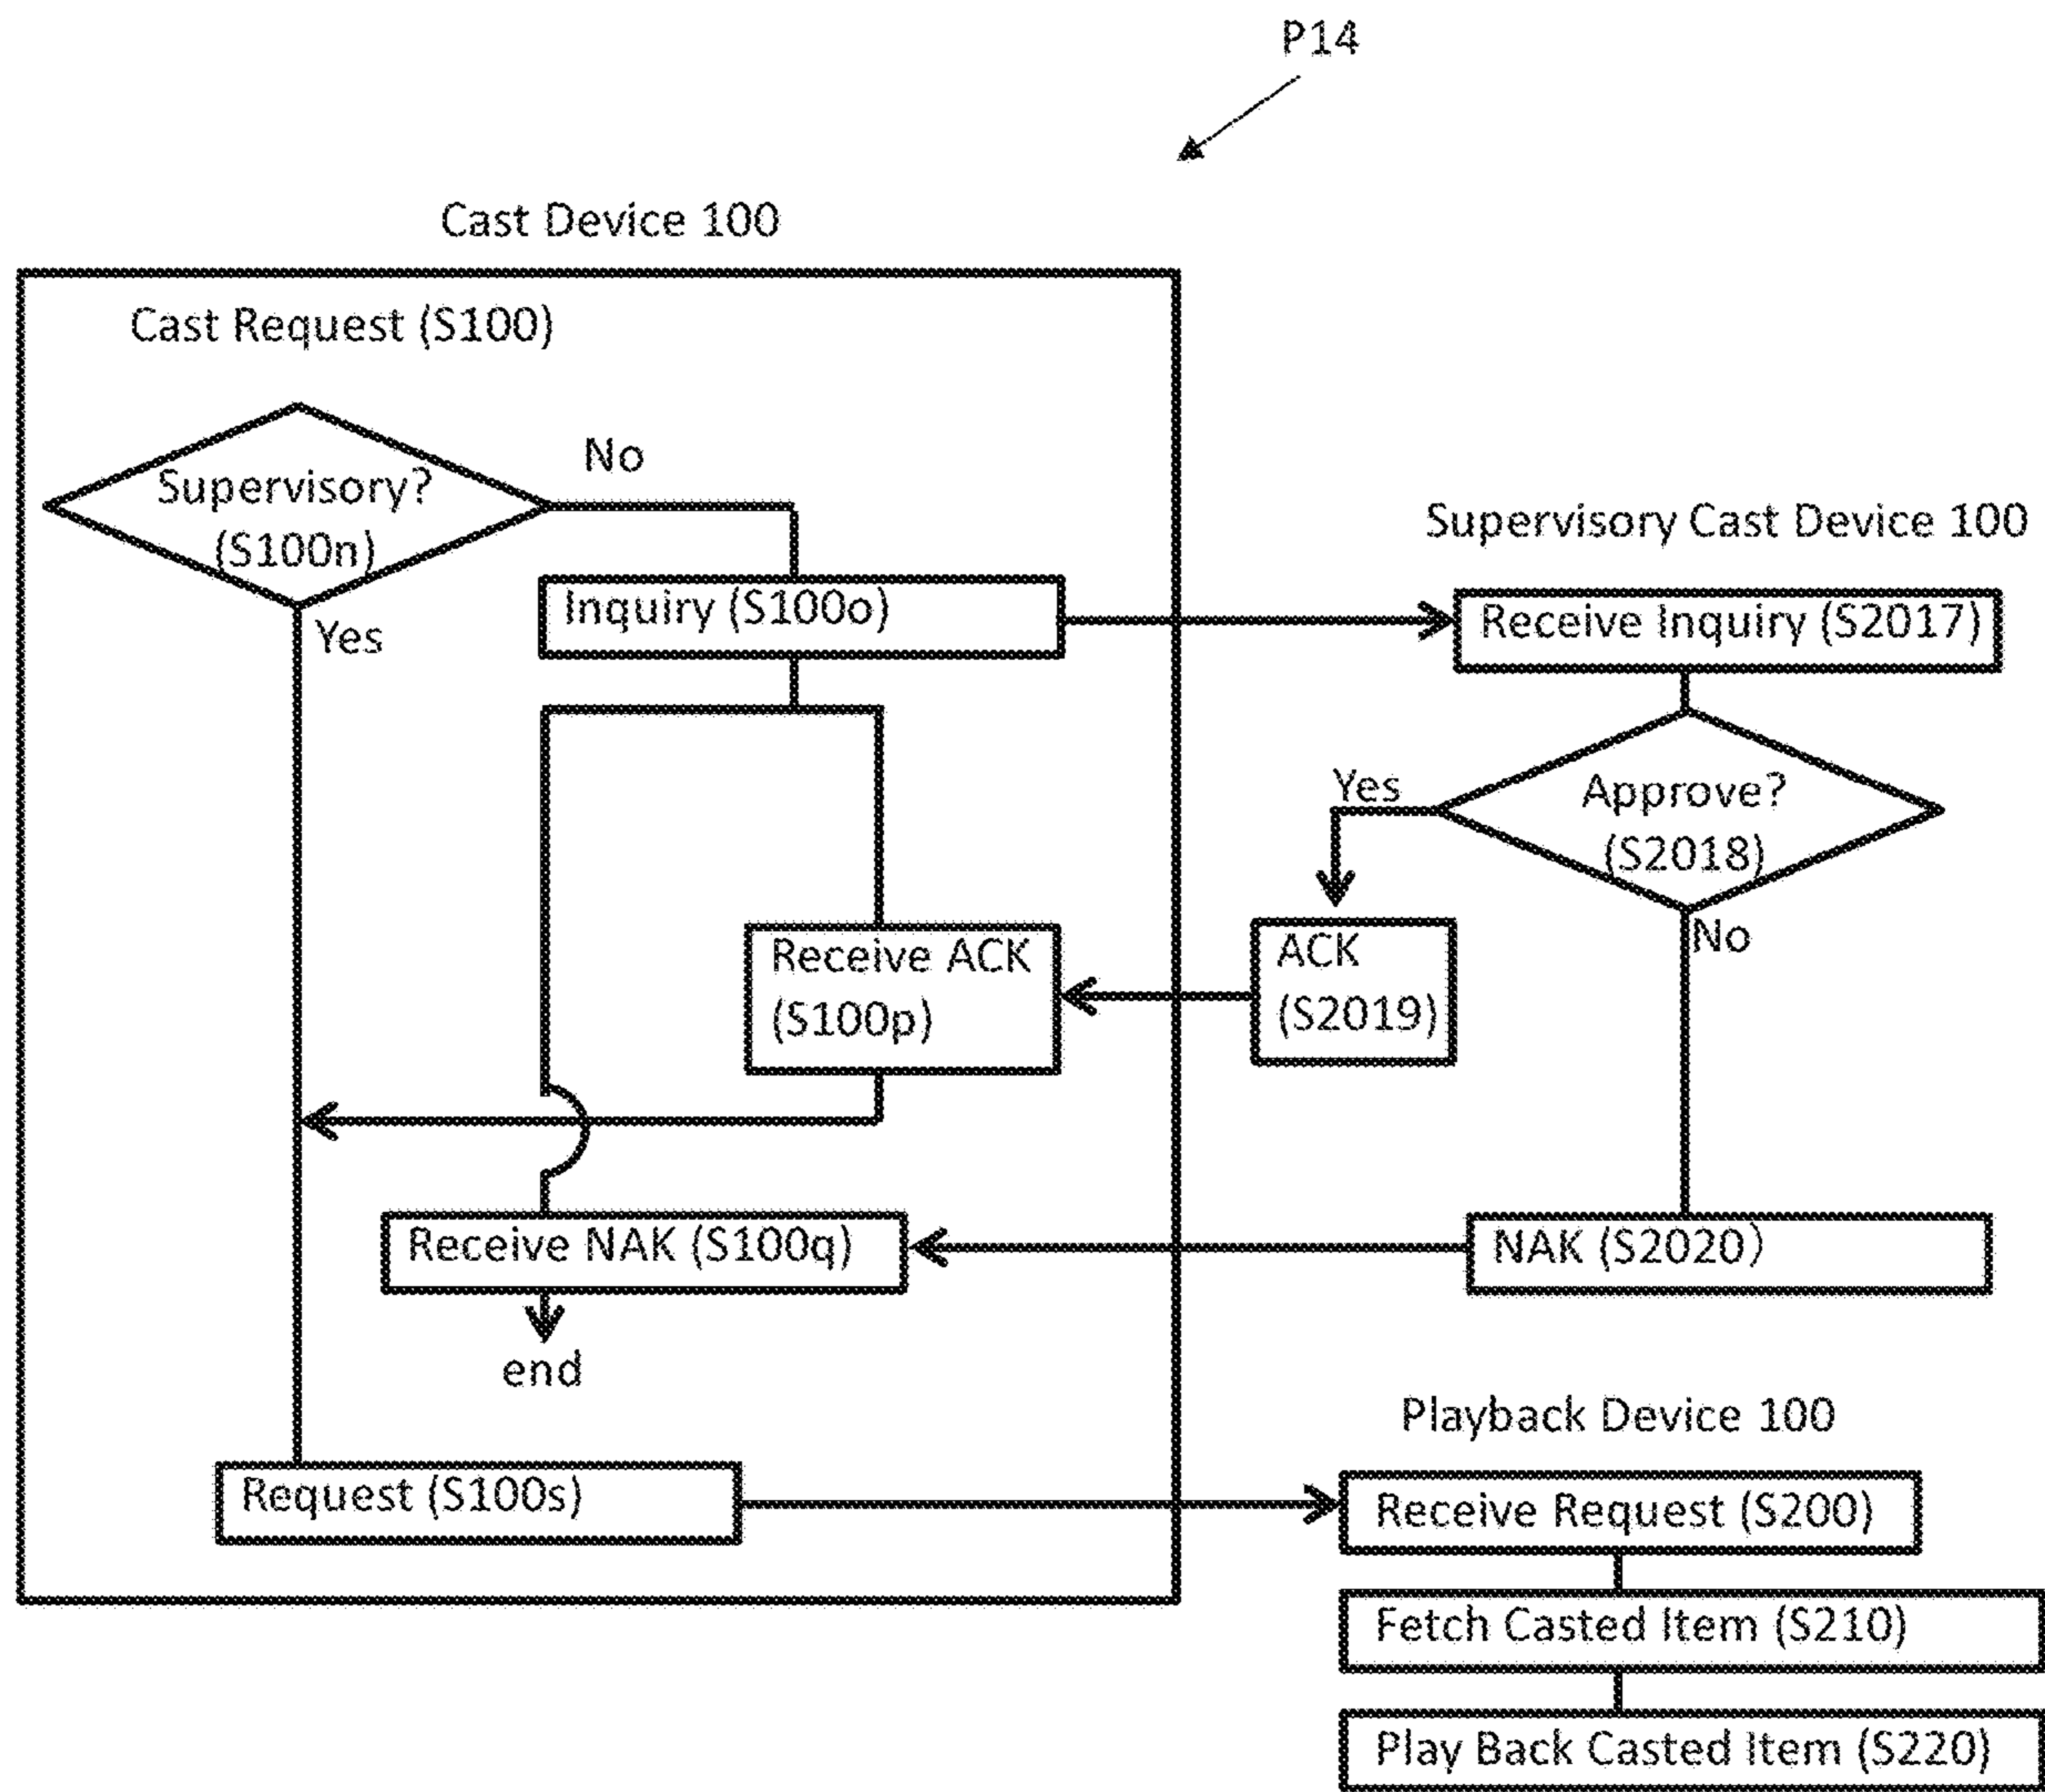 P14
Cast Device 100
Cast Request (S100)
Supervisory?
(S100n)
No
Yes
Inquiry (S100o)
Supervisory Cast Device 100
Receive Inquiry (S2017)
Approve?
(S2018)
Yes
No
ACK
(S2019)
Receive ACK
(S100p)
NAK (S2020)
Receive NAK (S100q)
end
Request (S100s)
Playback Device 100
Receive Request (S200)
Fetch Casted Item (S210)
Play Back Casted Item (S220)